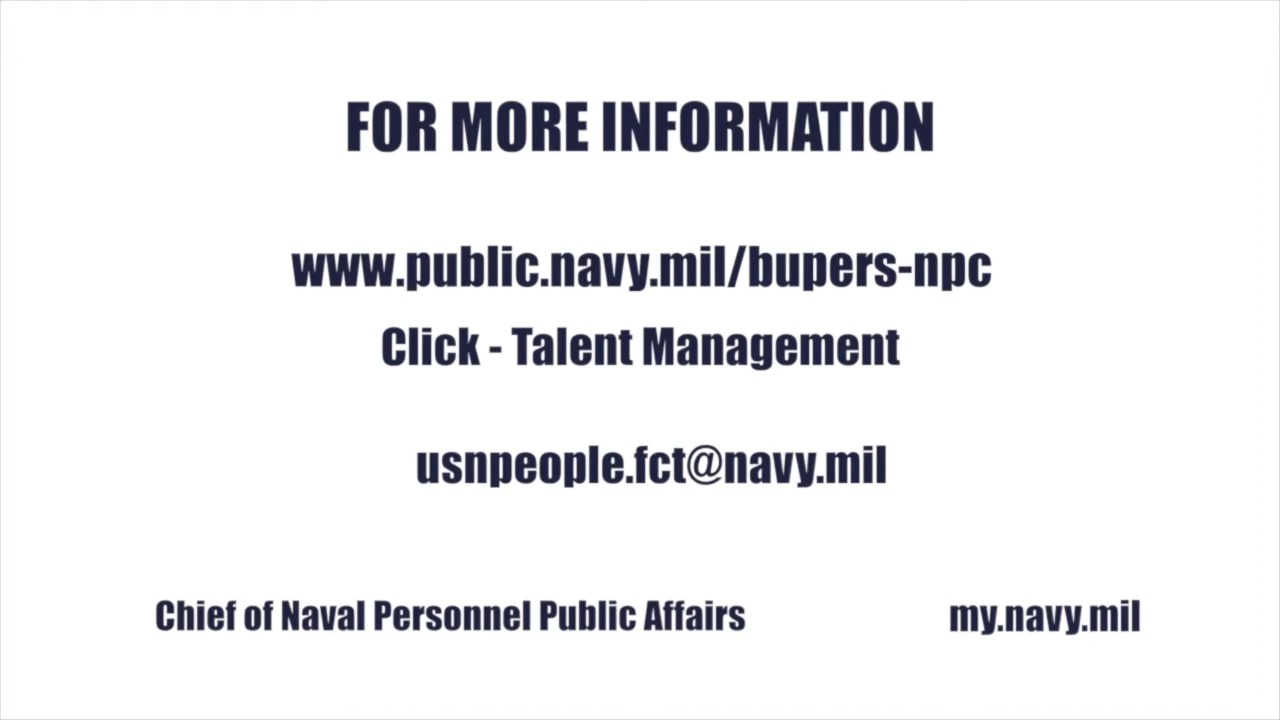 FOR MORE INFORMATION
www.public.navy.mil/bupers-npc
Click - Talent Management
usnpeople.fct@navy.mil
Chief of Naval Personnel Public Affairs
my.navy.mil